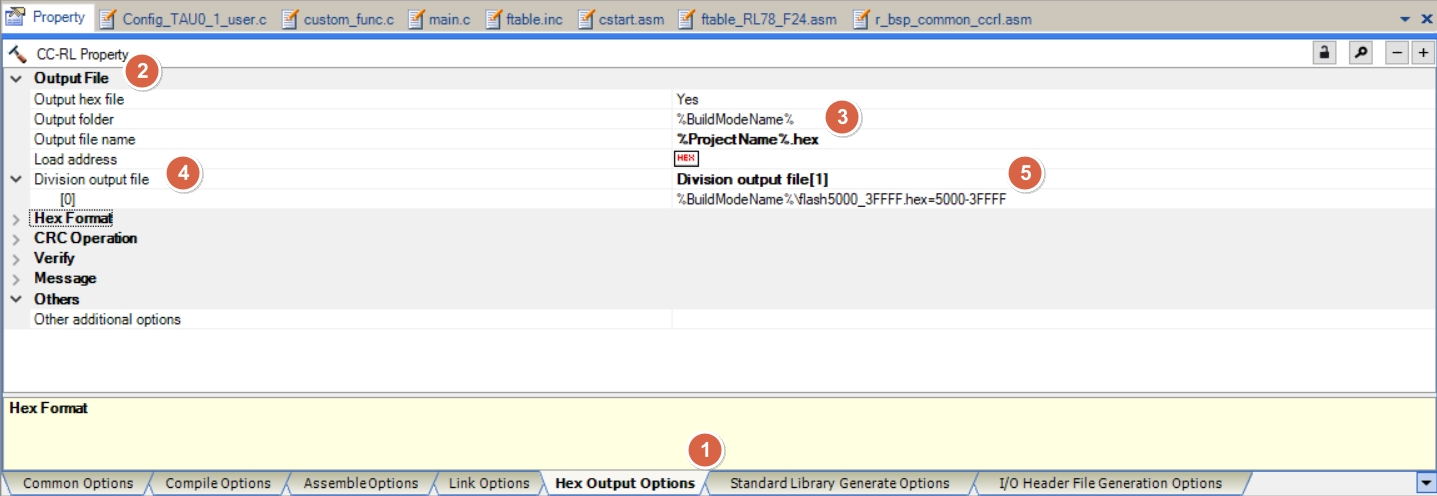 Property Config_TAU0_1_user.c custom_func.c main.c ftable.inc cstart.asm ftable_RL78_F24.asm r_bsp_common_ccrl.asm
CC-RL Property
2
Output File
Output hex file Yes
Output folder %BuildModeName% 3
Output file name %ProjectName%.hex
Load address HEX
4 5
Division output file Division output file[1]
[0] %BuildModeName%\flash5000_3FFFF.hex=5000-3FFFF
Hex Format
CRC Operation
Verify
Message
Others
Other additional options
Hex Format
1
Common Options Compile Options Assemble Options Link Options Hex Output Options Standard Library Generate Options I/O Header File Generation Options